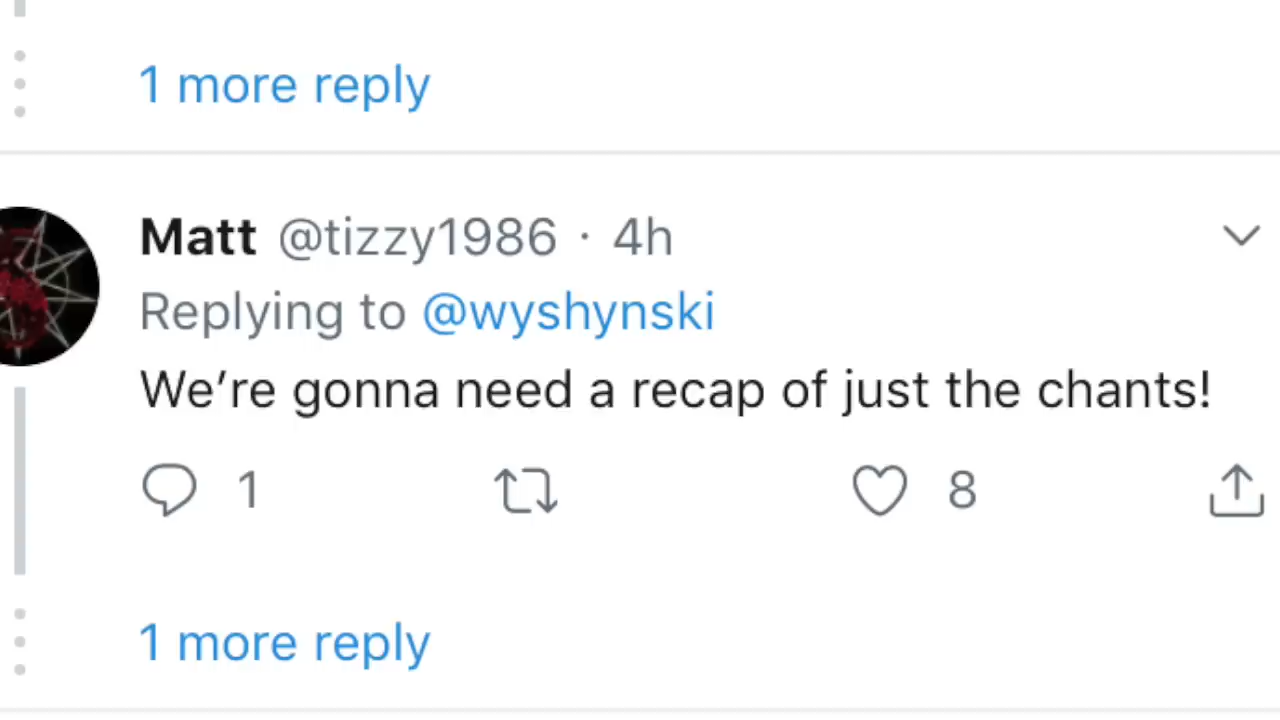 1 more reply
Matt @tizzy1986 · 4h
Replying to @wyshynski
We’re gonna need a recap of just the chants!
1 8
1 more reply